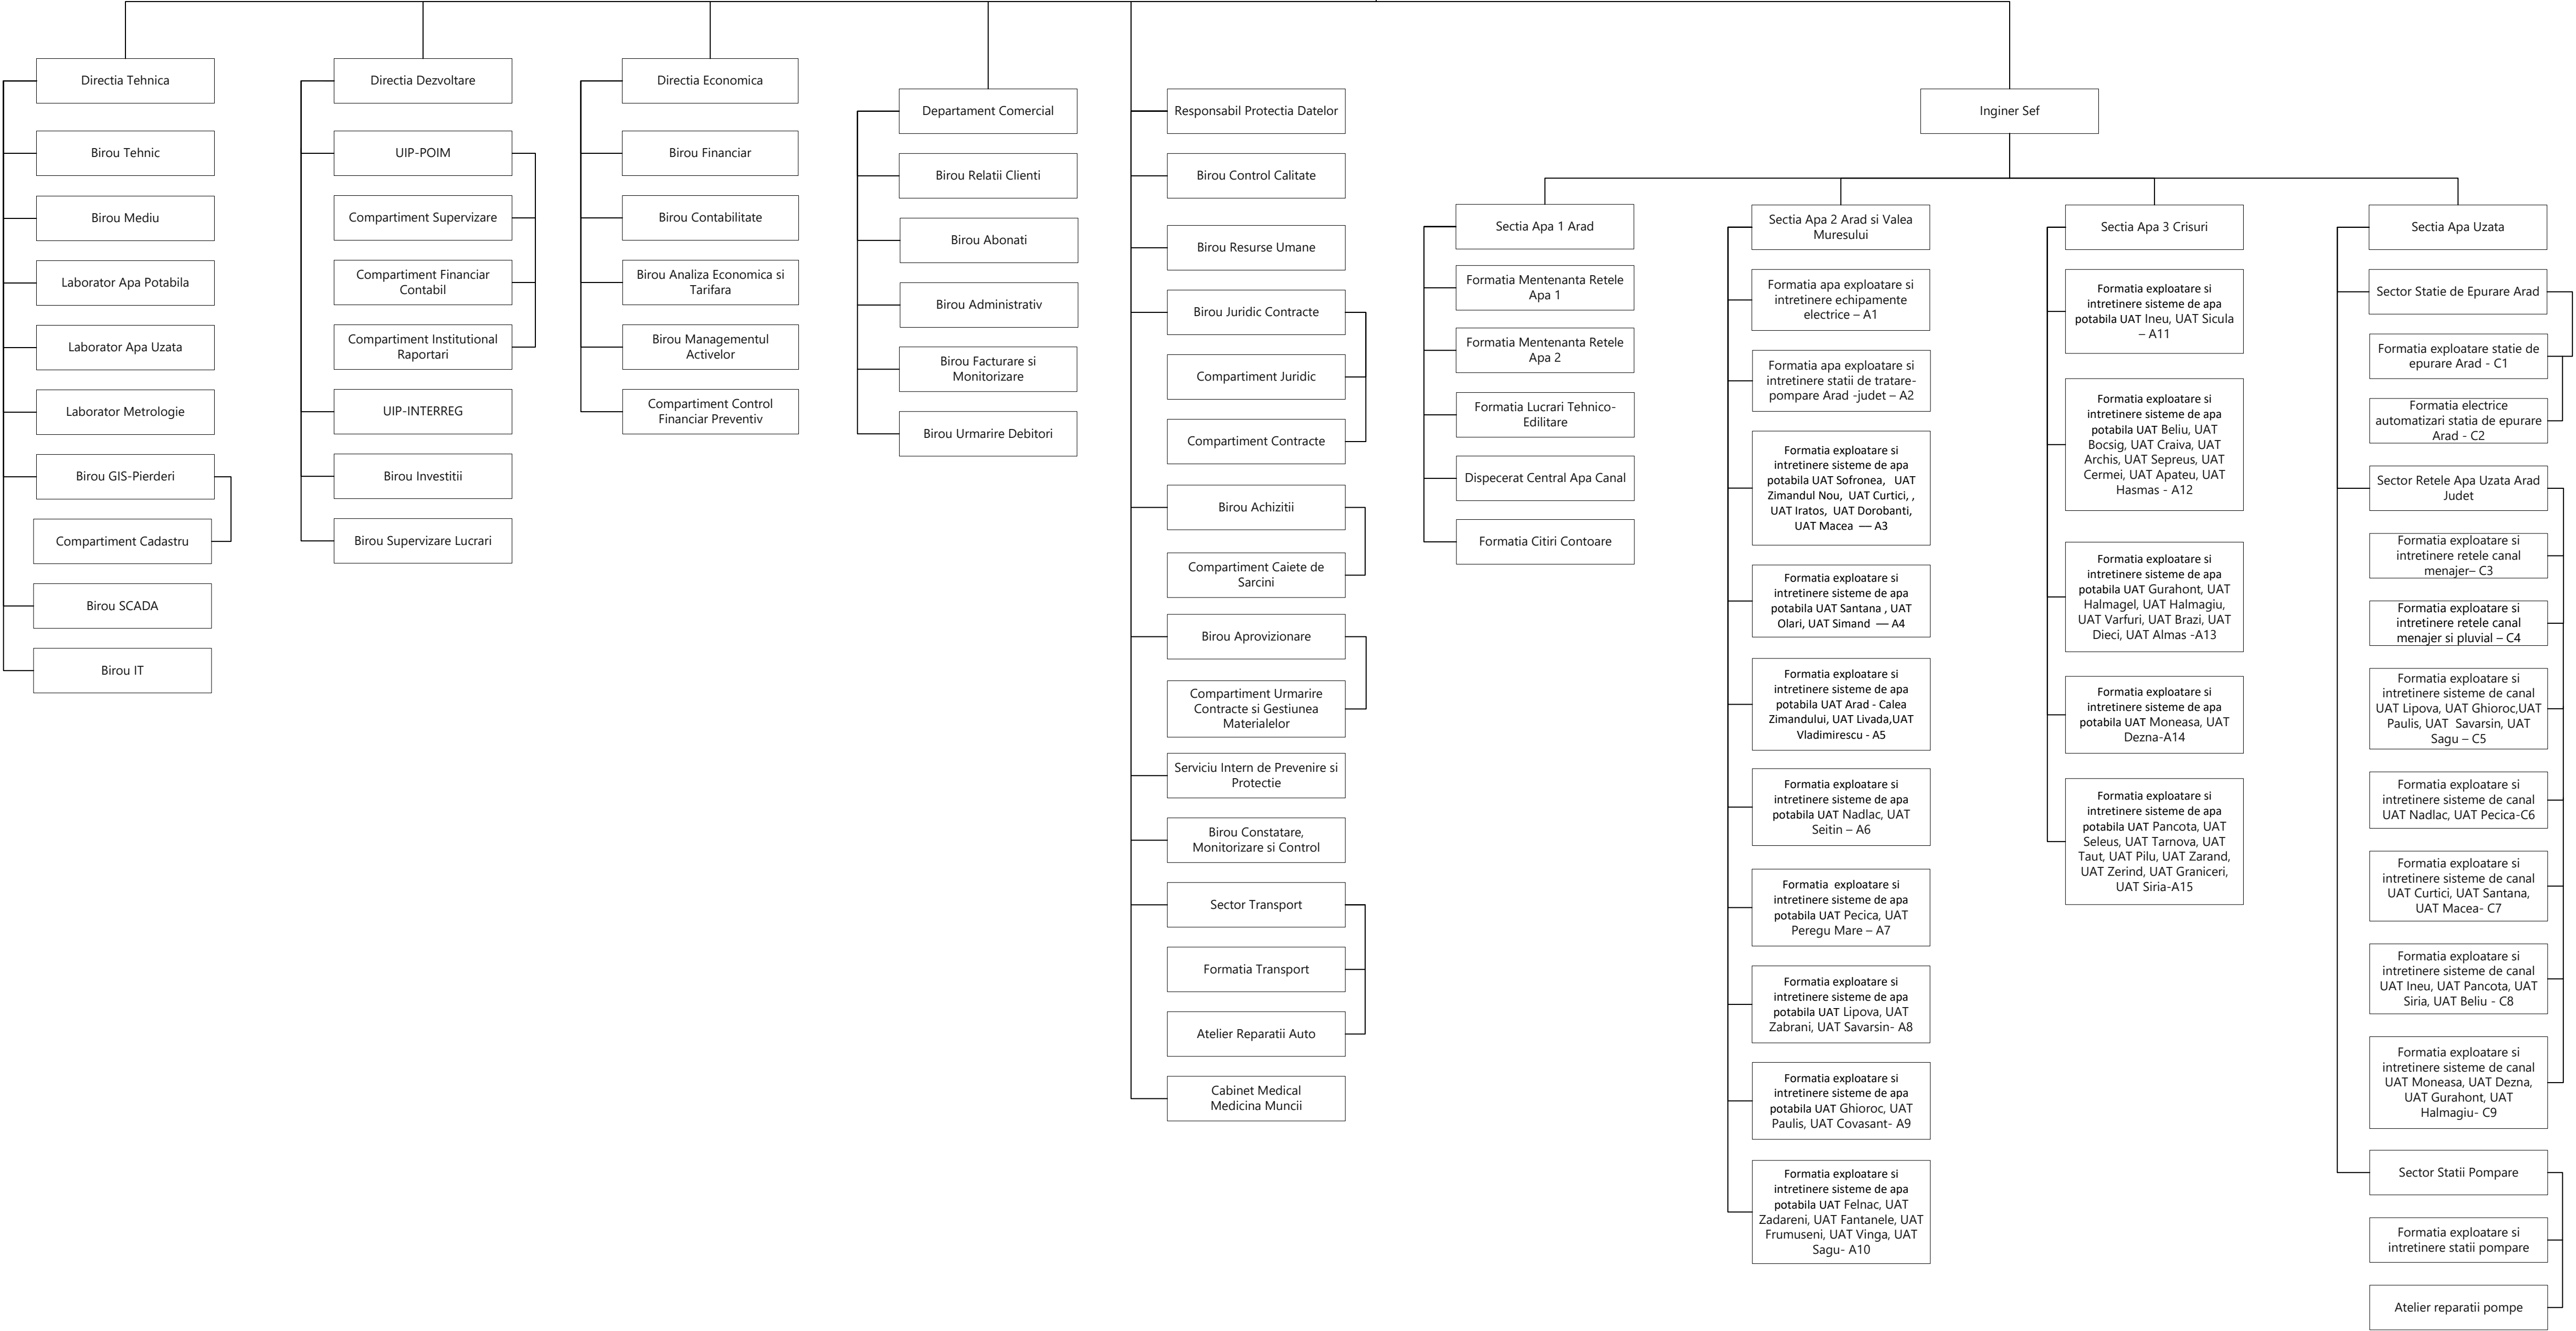 Directia Tehnica
Birou Tehnic
Birou Mediu
Laborator Apa Potabila
Laborator Apa Uzata
Laborator Metrologie
Birou GIS-Pierderi
Compartiment Cadastru
Birou SCADA
Birou IT
Directia Dezvoltare
UIP-POIM
Compartiment Supervizare
Compartiment Financiar
Contabil
Compartiment Institutional
Raportari
UIP-INTERREG
Birou Investitii
Birou Supervizare Lucrari
Directia Economica
Birou Financiar
Birou Contabilitate
Birou Analiza Economica si
Tarifara
Birou Managementul
Activelor
Compartiment Control
Financiar Preventiv
Departament Comercial
Birou Relatii Clienti
Birou Abonati
Birou Administrativ
Birou Facturare si
Monitorizare
Birou Urmarire Debitori
Responsabil Protectia Datelor
Birou Control Calitate
Birou Resurse Umane
Birou Juridic Contracte
Compartiment Juridic
Compartiment Contracte
Birou Achizitii
Compartiment Caiete de
Sarcini
Birou Aprovizionare
Compartiment Urmarire
Contracte si Gestiunea
Materialelor
Serviciu Intern de Prevenire si
Protectie
Birou Constatare,
Monitorizare si Control
Sector Transport
Formatia Transport
Atelier Reparatii Auto
Cabinet Medical
Medicina Muncii
Inginer Sef
Sectia Apa 1 Arad
Formatia Mentenanta Retele
Apa 1
Formatia Mentenanta Retele
Apa 2
Formatia Lucrari Tehnico-
Edilitare
Dispecerat Central Apa Canal
Formatia Citiri Contoare
Sectia Apa 2 Arad si Valea
Muresului
Formatia apa exploatare si
intretinere echipamente
electrice – A1
Formatia apa exploatare si
intretinere statii de tratare-
pompare Arad -judet – A2
Formatia exploatare si
intretinere sisteme de apa
potabila UAT Sofronea, UAT
Zimandul Nou, UAT Curtici, ,
UAT Iratos, UAT Dorobanti,
UAT Macea — A3
Formatia exploatare si
intretinere sisteme de apa
potabila UAT Santana , UAT
Olari, UAT Simand — A4
Formatia exploatare si
intretinere sisteme de apa
potabila UAT Arad - Calea
Zimandului, UAT Livada,UAT
Vladimirescu - A5
Formatia exploatare si
intretinere sisteme de apa
potabila UAT Nadlac, UAT
Seitin – A6
Formatia exploatare si
intretinere sisteme de apa
potabila UAT Pecica, UAT
Peregu Mare – A7
Formatia exploatare si
intretinere sisteme de apa
potabila UAT Lipova, UAT
Zabrani, UAT Savarsin- A8
Formatia exploatare si
intretinere sisteme de apa
potabila UAT Ghioroc, UAT
Paulis, UAT Covasant- A9
Formatia exploatare si
intretinere sisteme de apa
potabila UAT Felnac, UAT
Zadareni, UAT Fantanele, UAT
Frumuseni, UAT Vinga, UAT
Sagu- A10
Sectia Apa 3 Crisuri
Formatia exploatare si
intretinere sisteme de apa
potabila UAT Ineu, UAT Sicula
– A11
Formatia exploatare si
intretinere sisteme de apa
potabila UAT Beliu, UAT
Bocsig, UAT Craiva, UAT
Archis, UAT Sepreus, UAT
Cermei, UAT Apateu, UAT
Hasmas - A12
Formatia exploatare si
intretinere sisteme de apa
potabila UAT Gurahont, UAT
Halmagel, UAT Halmagiu,
UAT Varfuri, UAT Brazi, UAT
Dieci, UAT Almas -A13
Formatia exploatare si
intretinere sisteme de apa
potabila UAT Moneasa, UAT
Dezna-A14
Formatia exploatare si
intretinere sisteme de apa
potabila UAT Pancota, UAT
Seleus, UAT Tarnova, UAT
Taut, UAT Pilu, UAT Zarand,
UAT Zerind, UAT Graniceri,
UAT Siria-A15
Sectia Apa Uzata
Sector Statie de Epurare Arad
Formatia exploatare statie de
epurare Arad - C1
Formatia electrice
automatizari statia de epurare
Arad - C2
Sector Retele Apa Uzata Arad
Judet
Formatia exploatare si
intretinere retele canal
menajer– C3
Formatia exploatare si
intretinere retele canal
menajer si pluvial – C4
Formatia exploatare si
intretinere sisteme de canal
UAT Lipova, UAT Ghioroc,UAT
Paulis, UAT Savarsin, UAT
Sagu – C5
Formatia exploatare si
intretinere sisteme de canal
UAT Nadlac, UAT Pecica-C6
Formatia exploatare si
intretinere sisteme de canal
UAT Curtici, UAT Santana,
UAT Macea- C7
Formatia exploatare si
intretinere sisteme de canal
UAT Ineu, UAT Pancota, UAT
Siria, UAT Beliu - C8
Formatia exploatare si
intretinere sisteme de canal
UAT Moneasa, UAT Dezna,
UAT Gurahont, UAT
Halmagiu- C9
Sector Statii Pompare
Formatia exploatare si
intretinere statii pompare
Atelier reparatii pompe